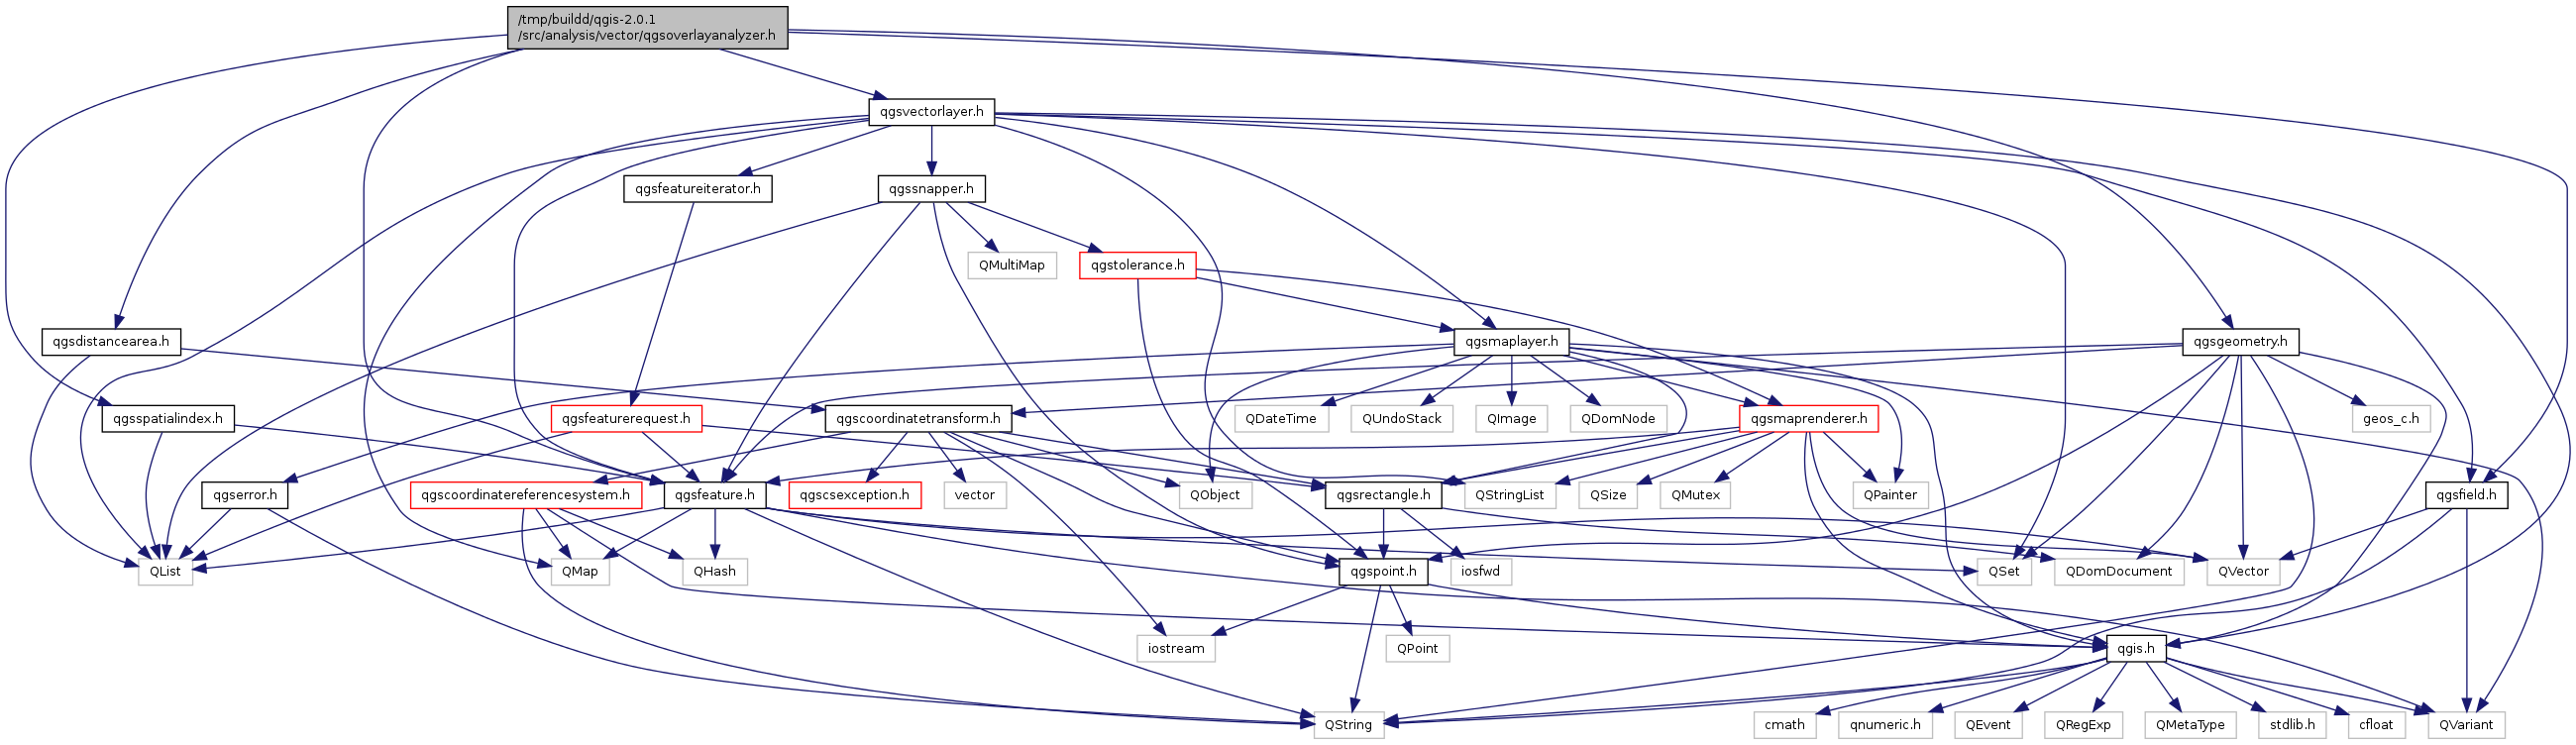 /tmp/buildd/qgis-2.0.1
/src/analysis/vector/qgsoverlayanalyzer.h
qgsvectorlayer.h
qgsfeatureiterator.h
qgssnapper.h
QMultiMap
qgstolerance.h
qgsdistancearea.h
qgsmaplayer.h
qgsgeometry.h
qgsspatialindex.h
qgsfeaturerequest.h
qgscoordinatetransform.h
QDateTime
QUndoStack
QImage
QDomNode
qgsmaprenderer.h
geos_c.h
qgserror.h
qgscoordinatereferencesystem.h
qgsfeature.h
qgscsexception.h
vector
QObject
qgsrectangle.h
QStringList
QSize
QMutex
QPainter
qgsfield.h
QList
QMap
QHash
qgspoint.h
iosfwd
QSet
QDomDocument
QVector
iostream
QPoint
qgis.h
QString
cmath
qnumeric.h
QEvent
QRegExp
QMetaType
stdlib.h
cfloat
QVariant